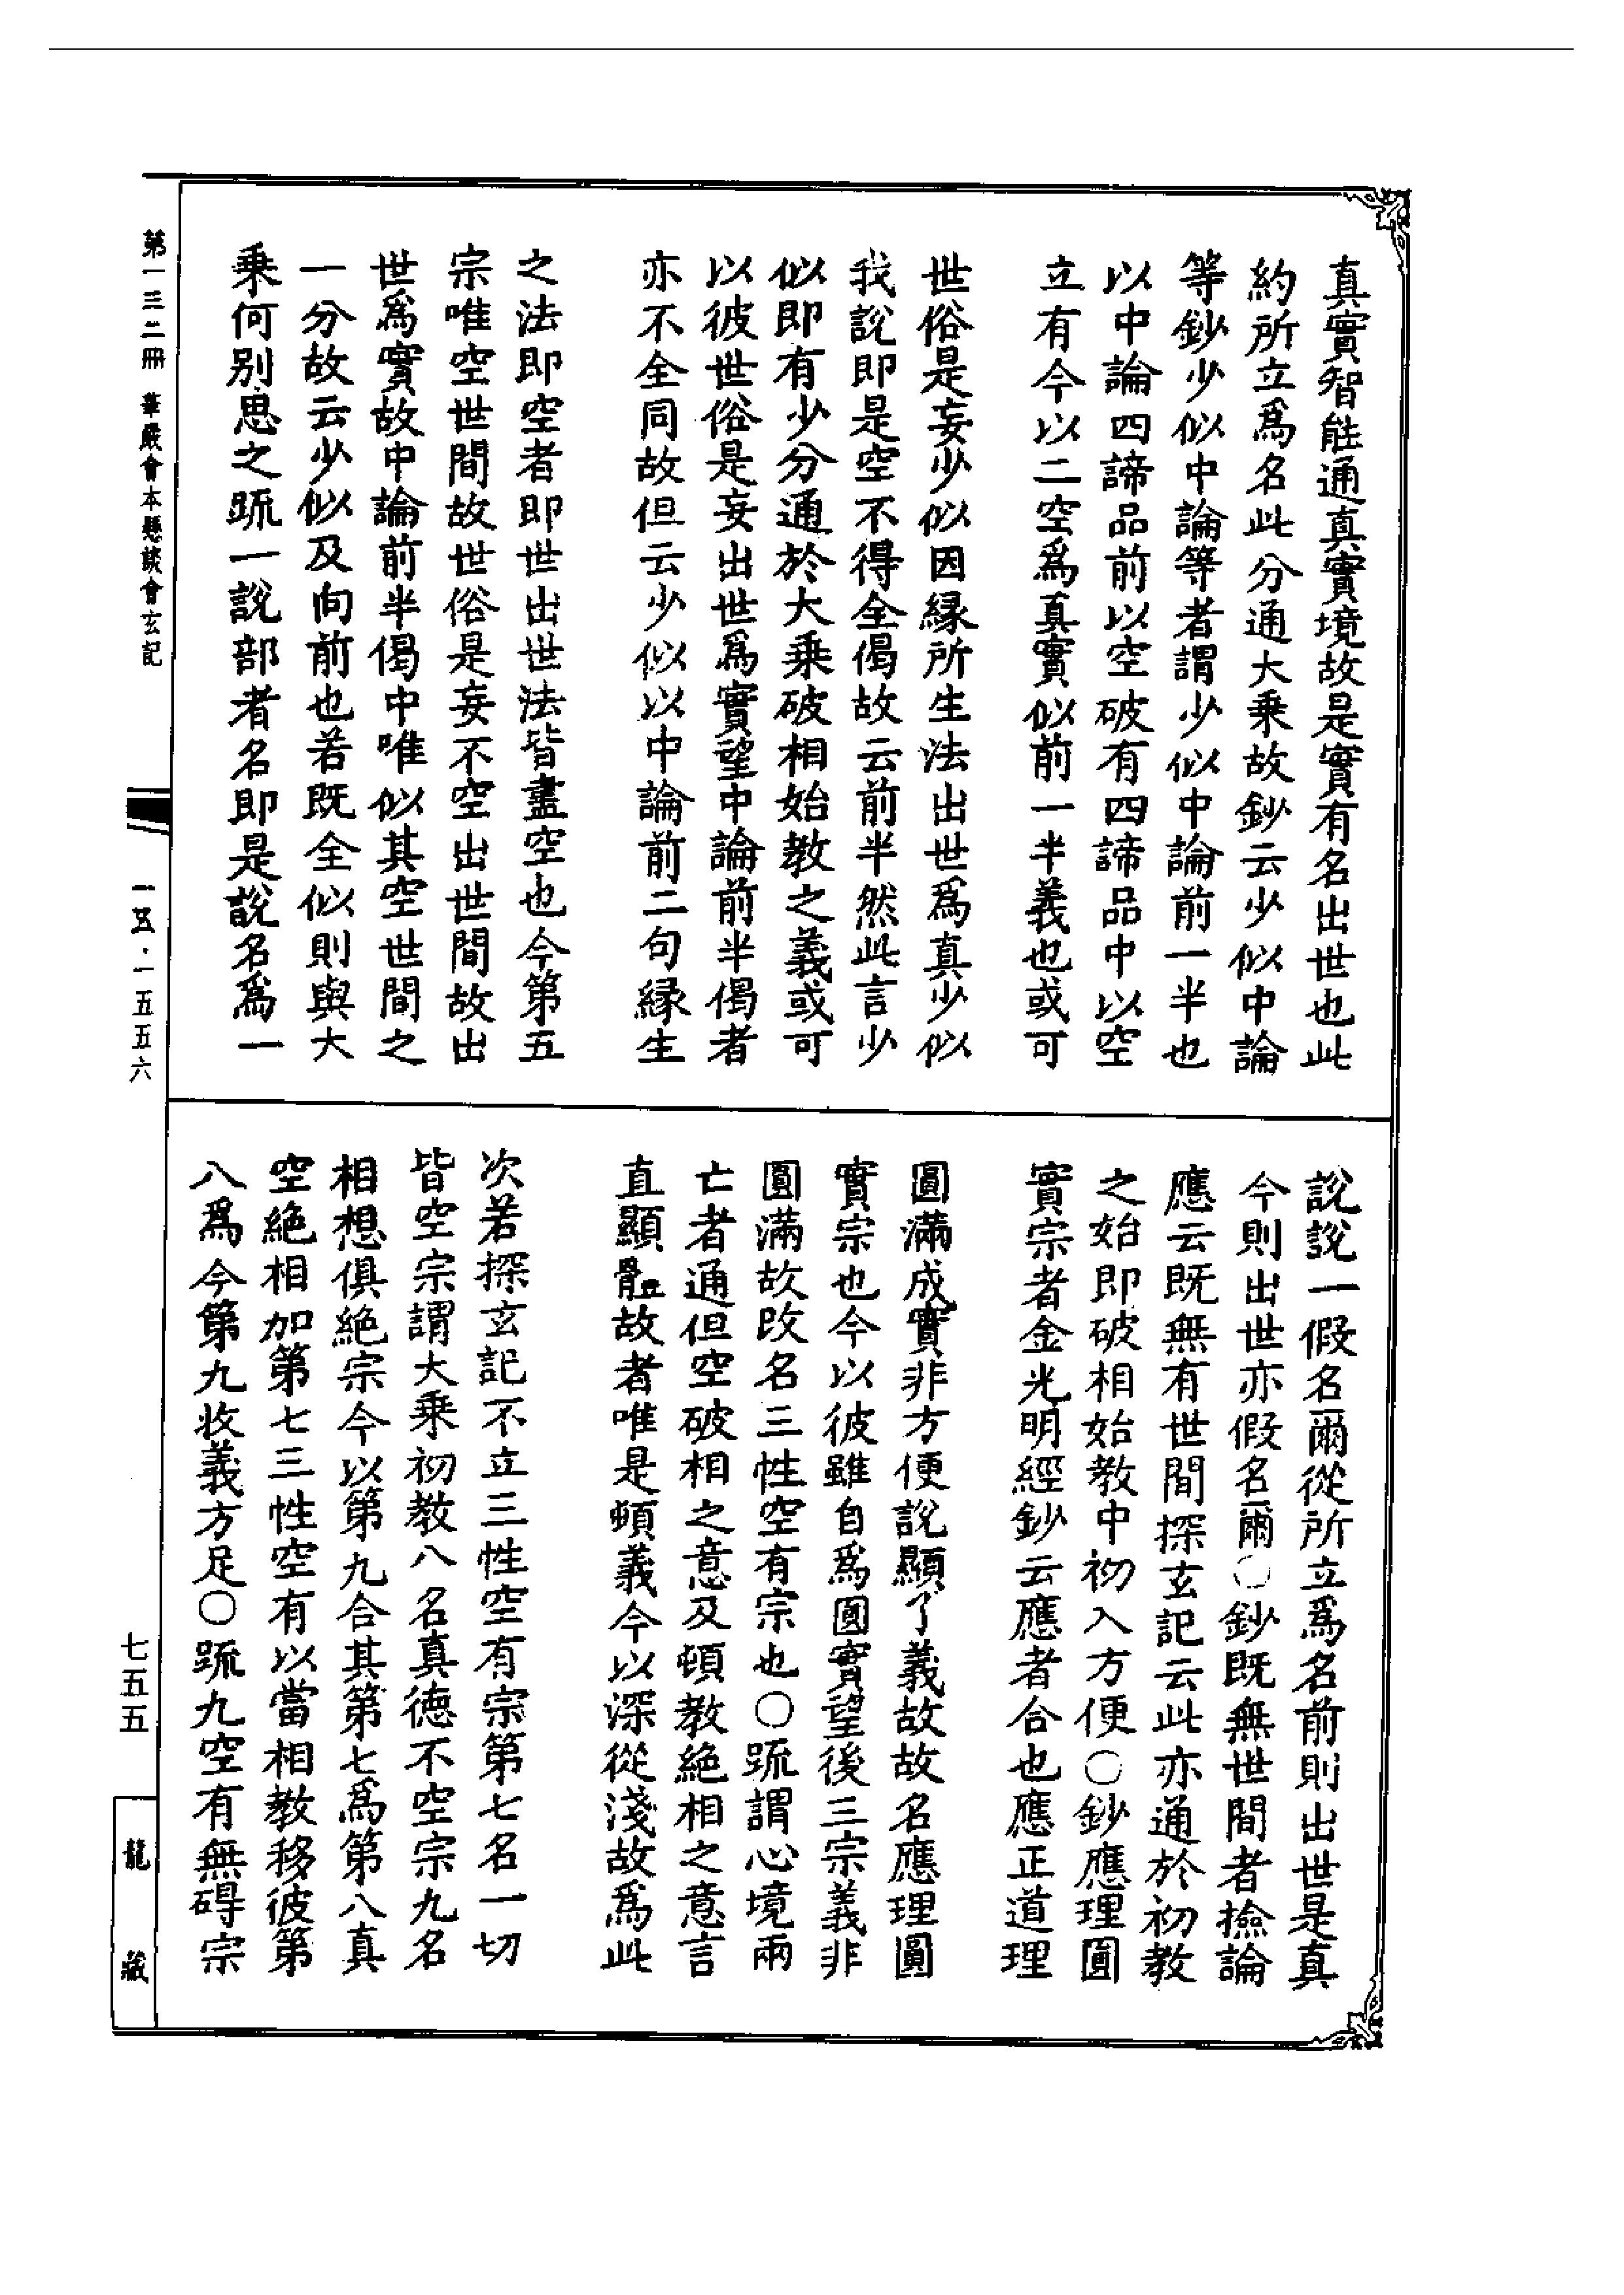 真實智能通真實境故是實有名出世也此
約所立爲名此分通大乗故鈔云少似中論
等鈔少似中論等者謂少似中論前一半也
以中論四諦品前以空破有四諦品中以空
立有今以二空爲真實似前一半義也或可
世俗是妄少似因緣所生法出世爲真少似
我說即是空不得全偈故云前半然此言少
似即有少分通於大乗破相始教之義或可
以彼世俗是妄出世爲實望中論前半偈者
亦不全同故但云少似以中論前二句緣生
之法即空者即世出世法皆盡空也今第五
宗唯空世間故世俗是妄不空出世間故出
世爲實故中論前半偈中唯似其空世間之
一分故云少似及向前也若既全似則與大
乗何别思之䟽一說部者名即是說名爲一
說說一假名爾從所立爲名前則出世是真
今則出世亦假名爾〇鈔既無世間者撿論
應云既無有世間探玄記云此亦通於初教
之始即破相始教中初入方便〇鈔應理圓
實宗者金光明經鈔云應者合也應正道理
圓滿成實非方便說顯了義故故名應理圓
實宗也今以彼雖自爲圓實望後三宗義非
圓滿故改名三性空有宗也〇䟽謂心境兩
亡者通但空破相之意及頓教絶相之意言
直顯體故者唯是頓義今以深從淺故爲此
次若探玄記不立三性空有宗第七名一切
皆空宗謂大乗初教八名真德不空宗九名
相想俱絶宗今以第九合其第七爲第八真
空絶相加第七三性空有以當相教移彼第
八爲今第九收義方足〇䟽九空有無碍宗
第一三二冊 華嚴會本懸談會玄記
一五·一五五六
七五五
龍藏